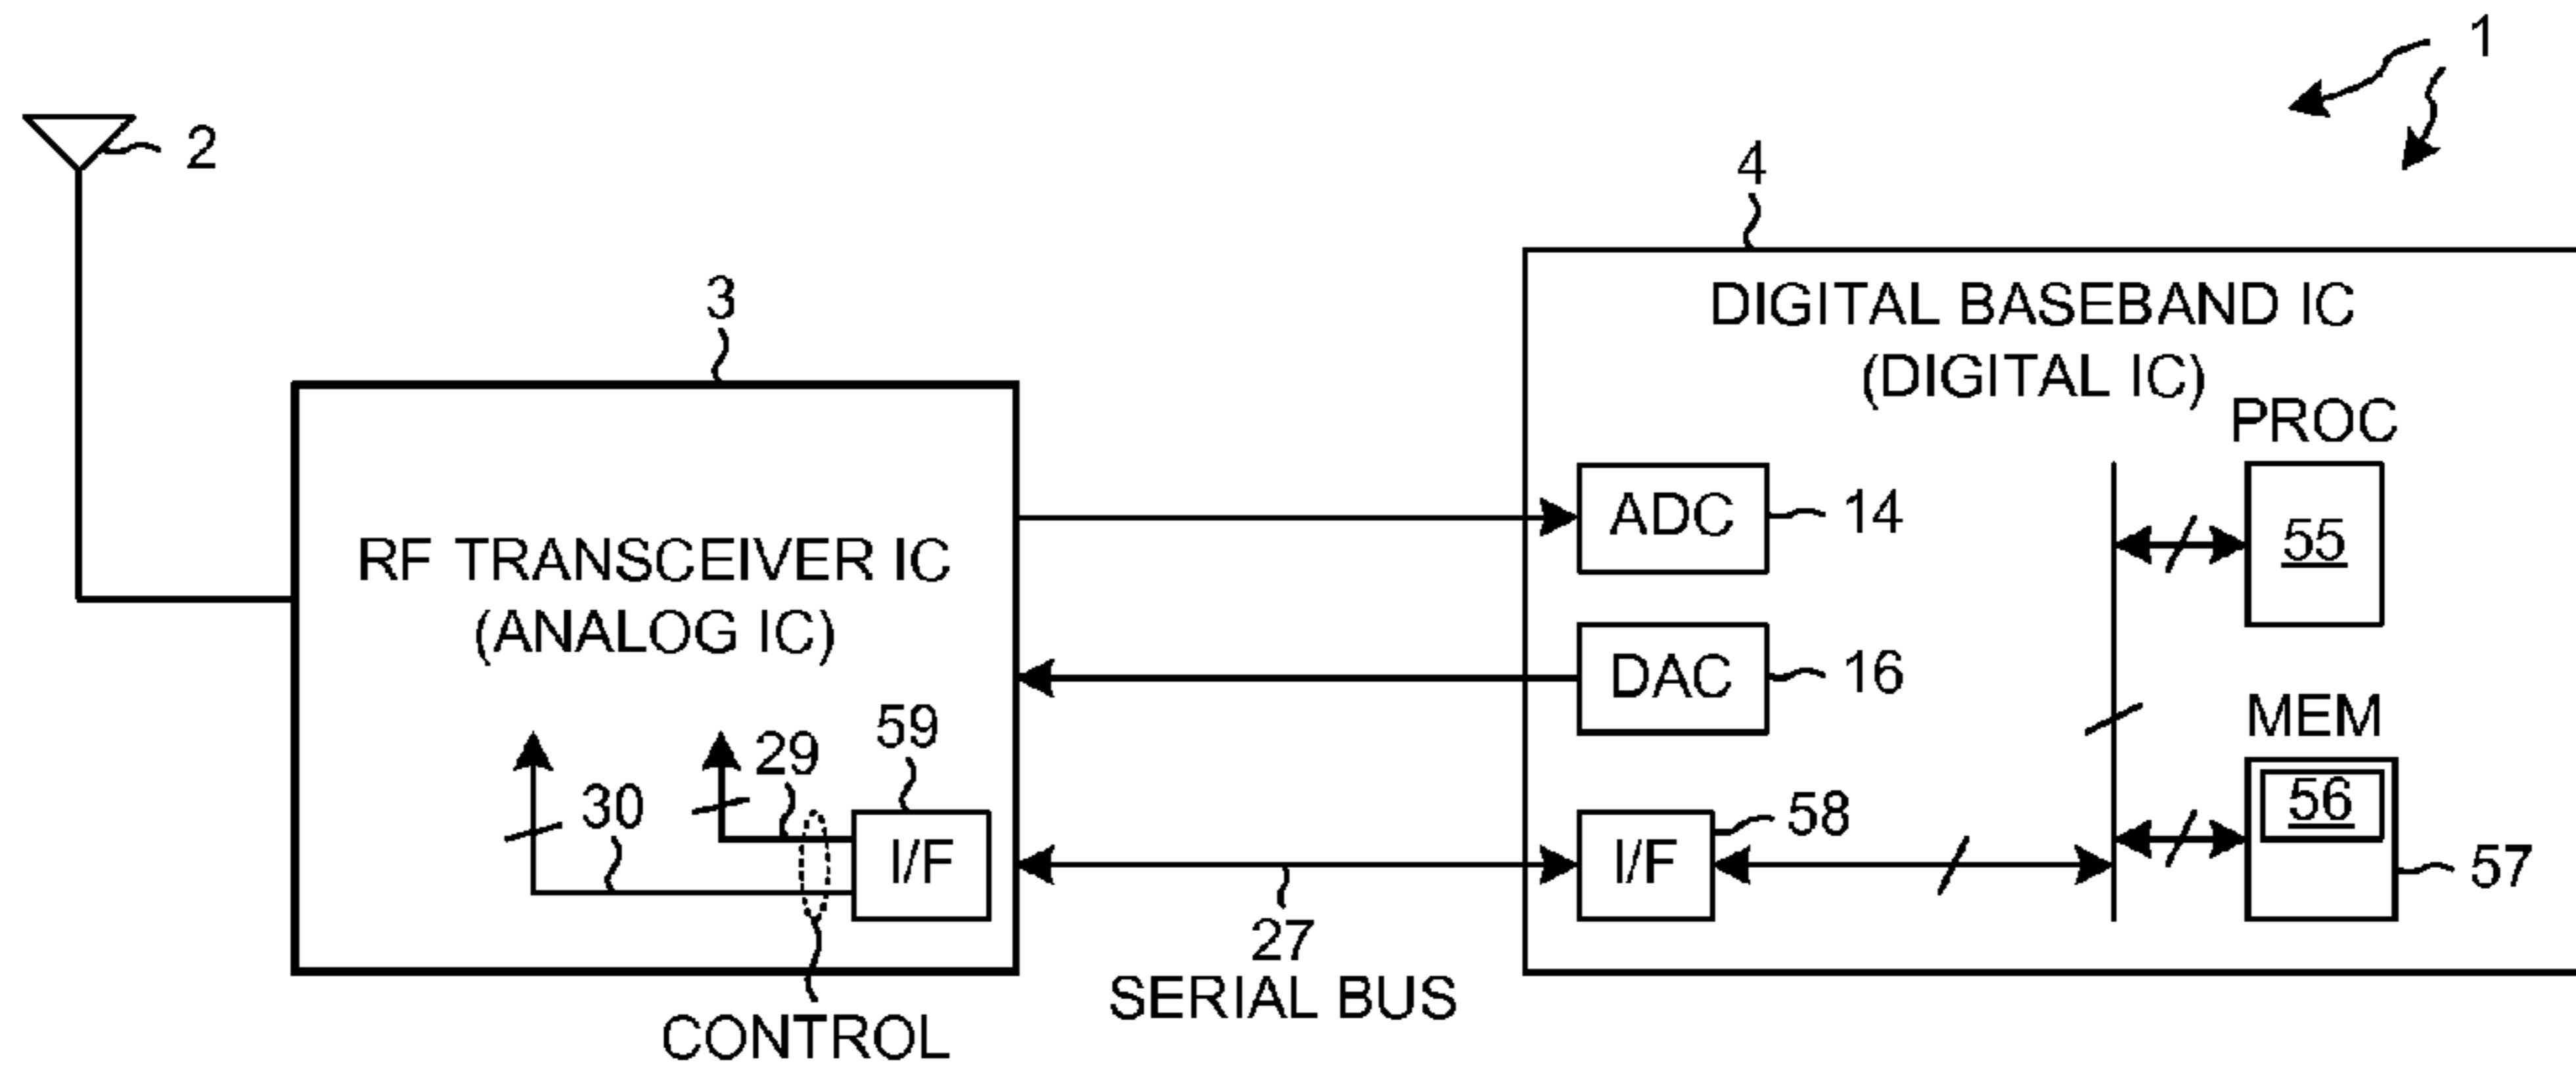 1
2
4
3
DIGITAL BASEBAND IC
(DIGITAL IC)
PROC
ADC
14
55
RF TRANSCEIVER IC
(ANALOG IC)
DAC
16
MEM
59
29
30
56
58
I/F
I/F
57
27
SERIAL BUS
CONTROL